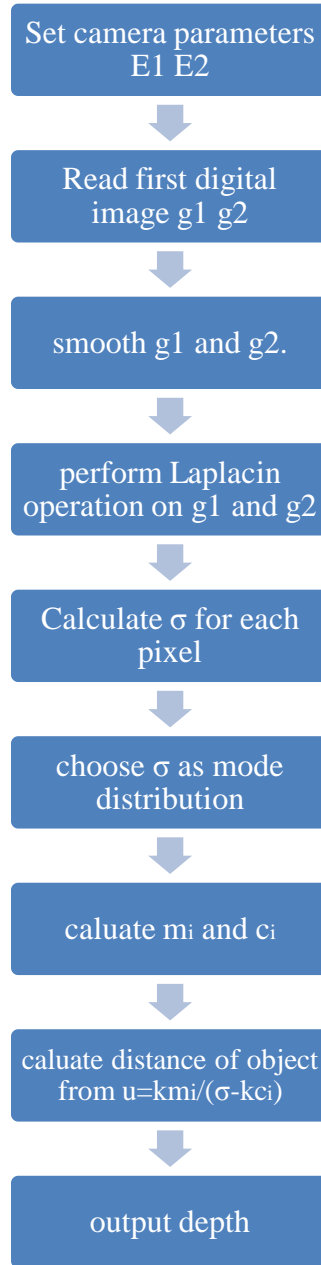 Set camera parameters
E1 E2
Read first digital
image g1 g2
smooth g1 and g2.
perform Laplacin
operation on g1 and g2
Calculate σ for each
pixel
choose σ as mode
distribution
caluate mi and ci
caluate distance of object
from u=kmi/(σ-kci)
output depth